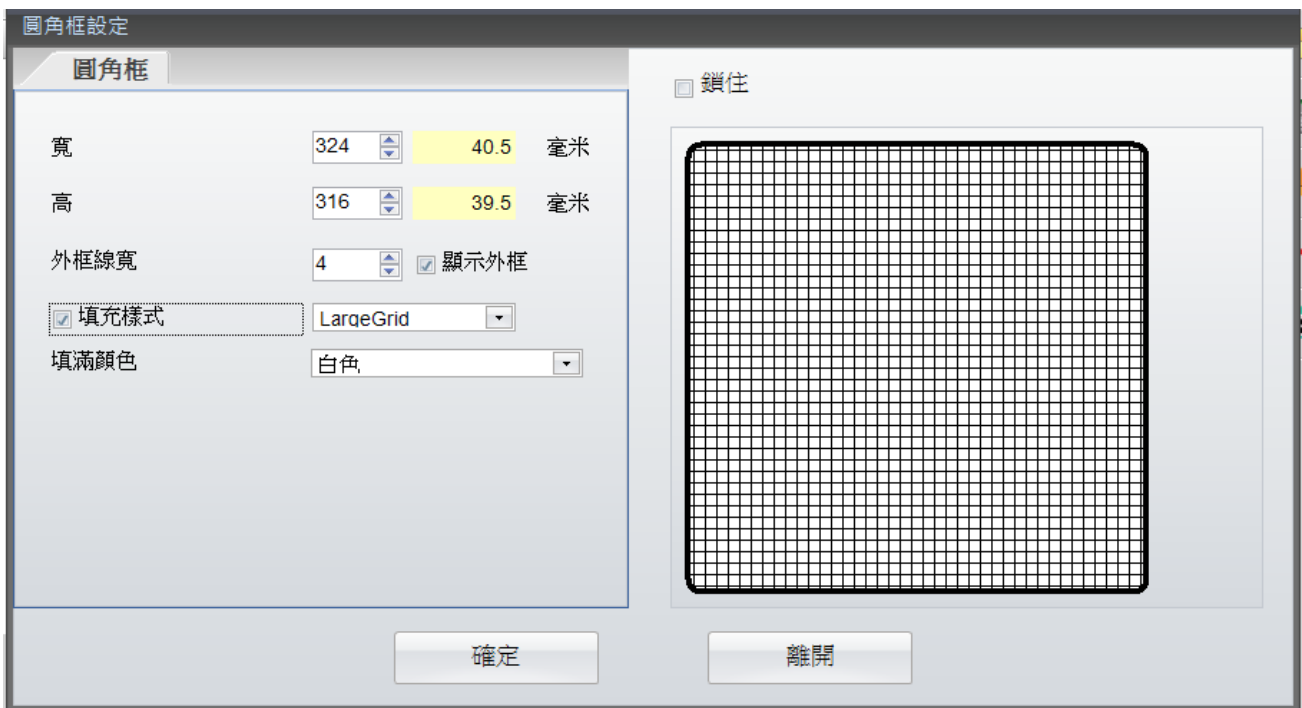 圓角框設定
圓角框
鎖住
寬 324 40.5 毫米
高 316 39.5 毫米
外框線寬 4 顯示外框
填充樣式 LargeGrid
填滿顏色 白色
確定 離開